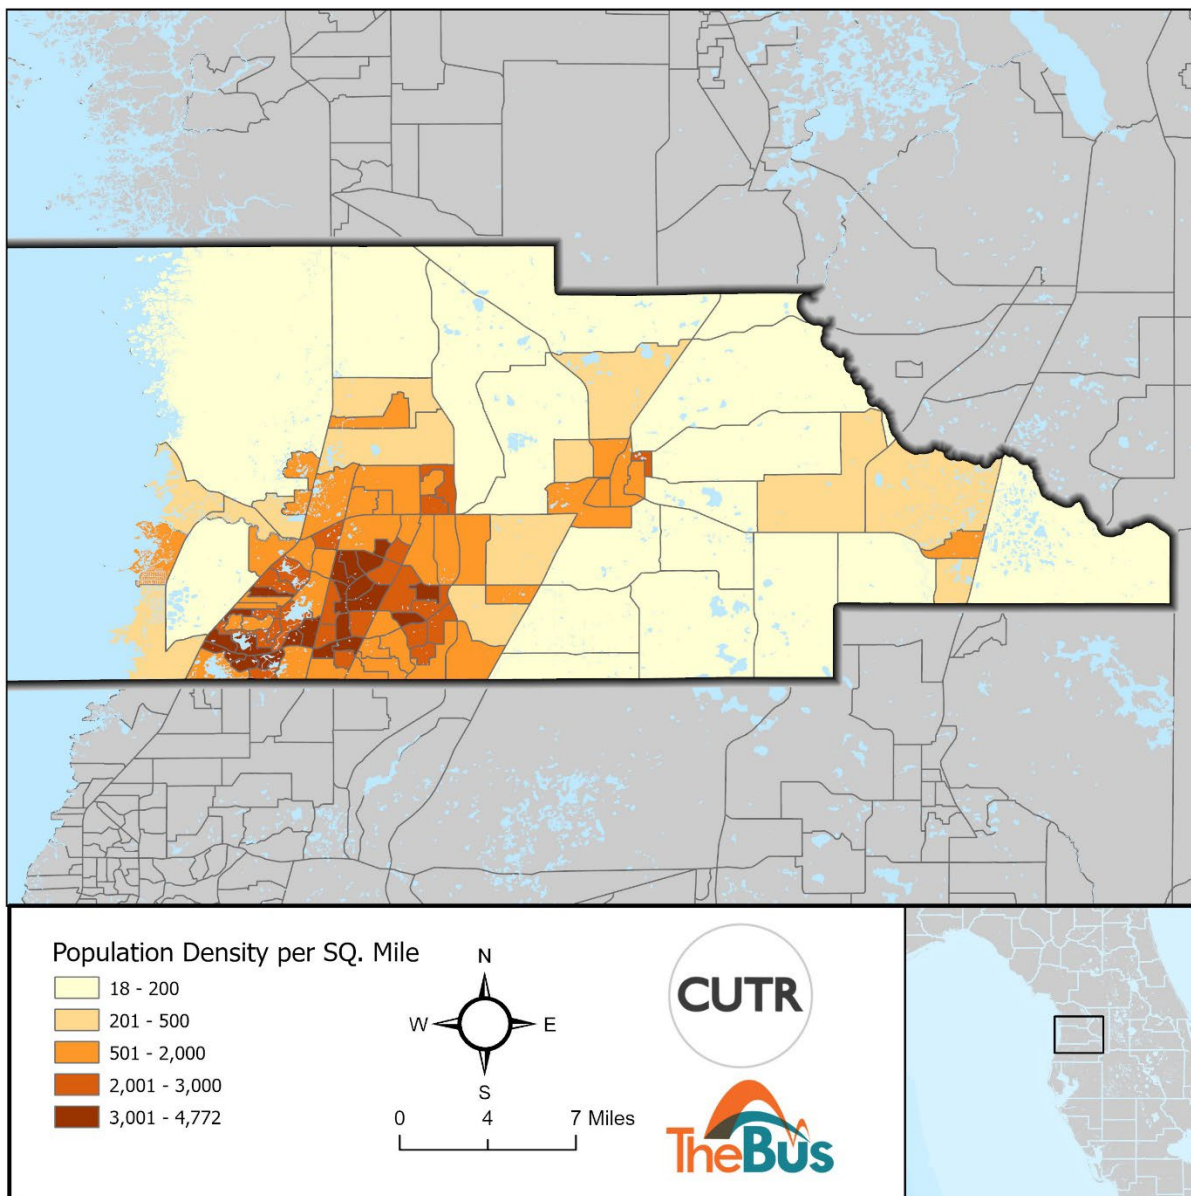 Population Density per SQ. Mile
18 - 200
201 - 500
501 - 2,000
2,001 - 3,000
3,001 - 4,772
N
W E
S
0 4 7 Miles
CUTR
TheBus